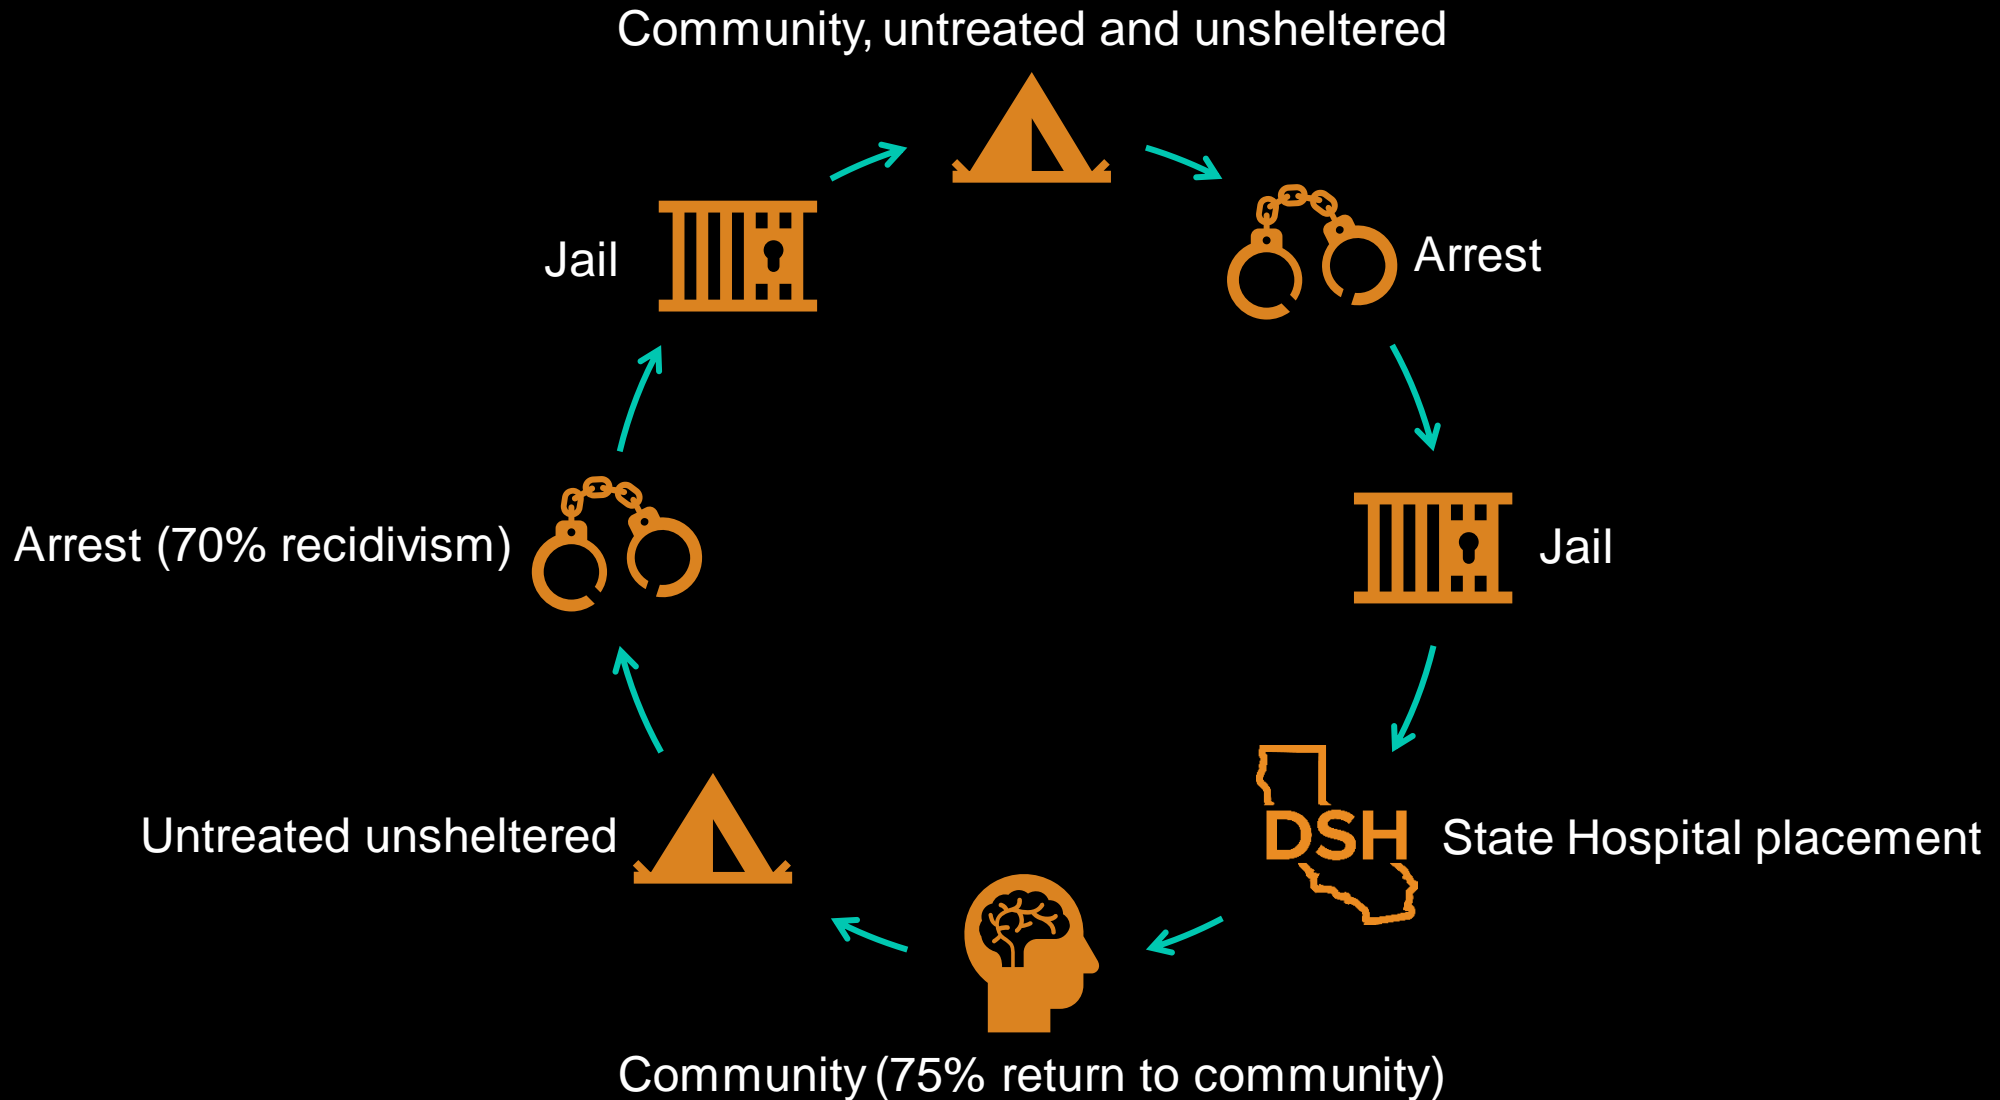 Community, untreated and unsheltered
Arrest
Jail
State Hospital placement
DSH
Community (75% return to community)
Untreated unsheltered
Arrest (70% recidivism)
Jail